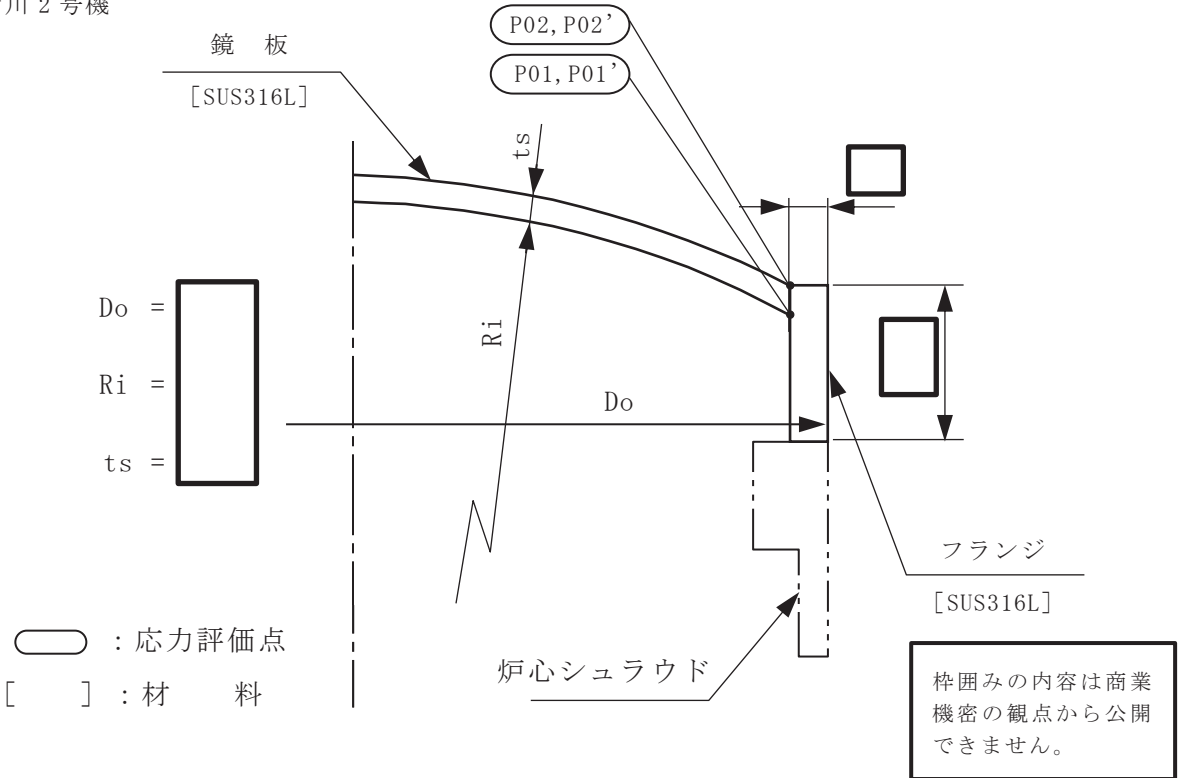 川２号機
鏡　板
[SUS316L]
P02, P02’
P01, P01’
ts
Ri
Do =
Ri =
ts =
Do
フランジ
[SUS316L]
炉心シュラウド
：応力評価点
[　　]：材　　料
枠囲みの内容は商業
機密の観点から公開
できません。